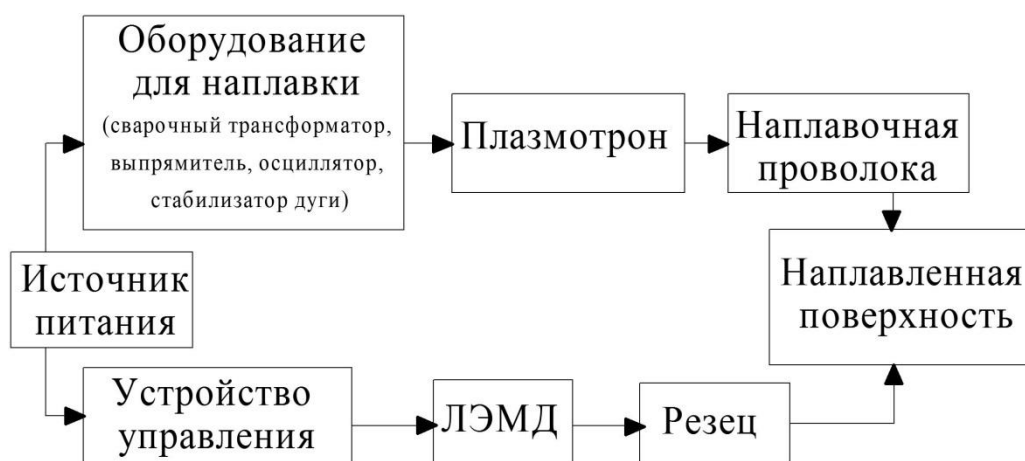 Оборудование
для наплавки
(сварочный трансформатор,
выпрямитель, осциллятор,
стабилизатор дуги)
Плазмотрон
Наплавочная
проволока
Источник
питания
Наплавленная
поверхность
Устройство
управления
ЛЭМД
Резец